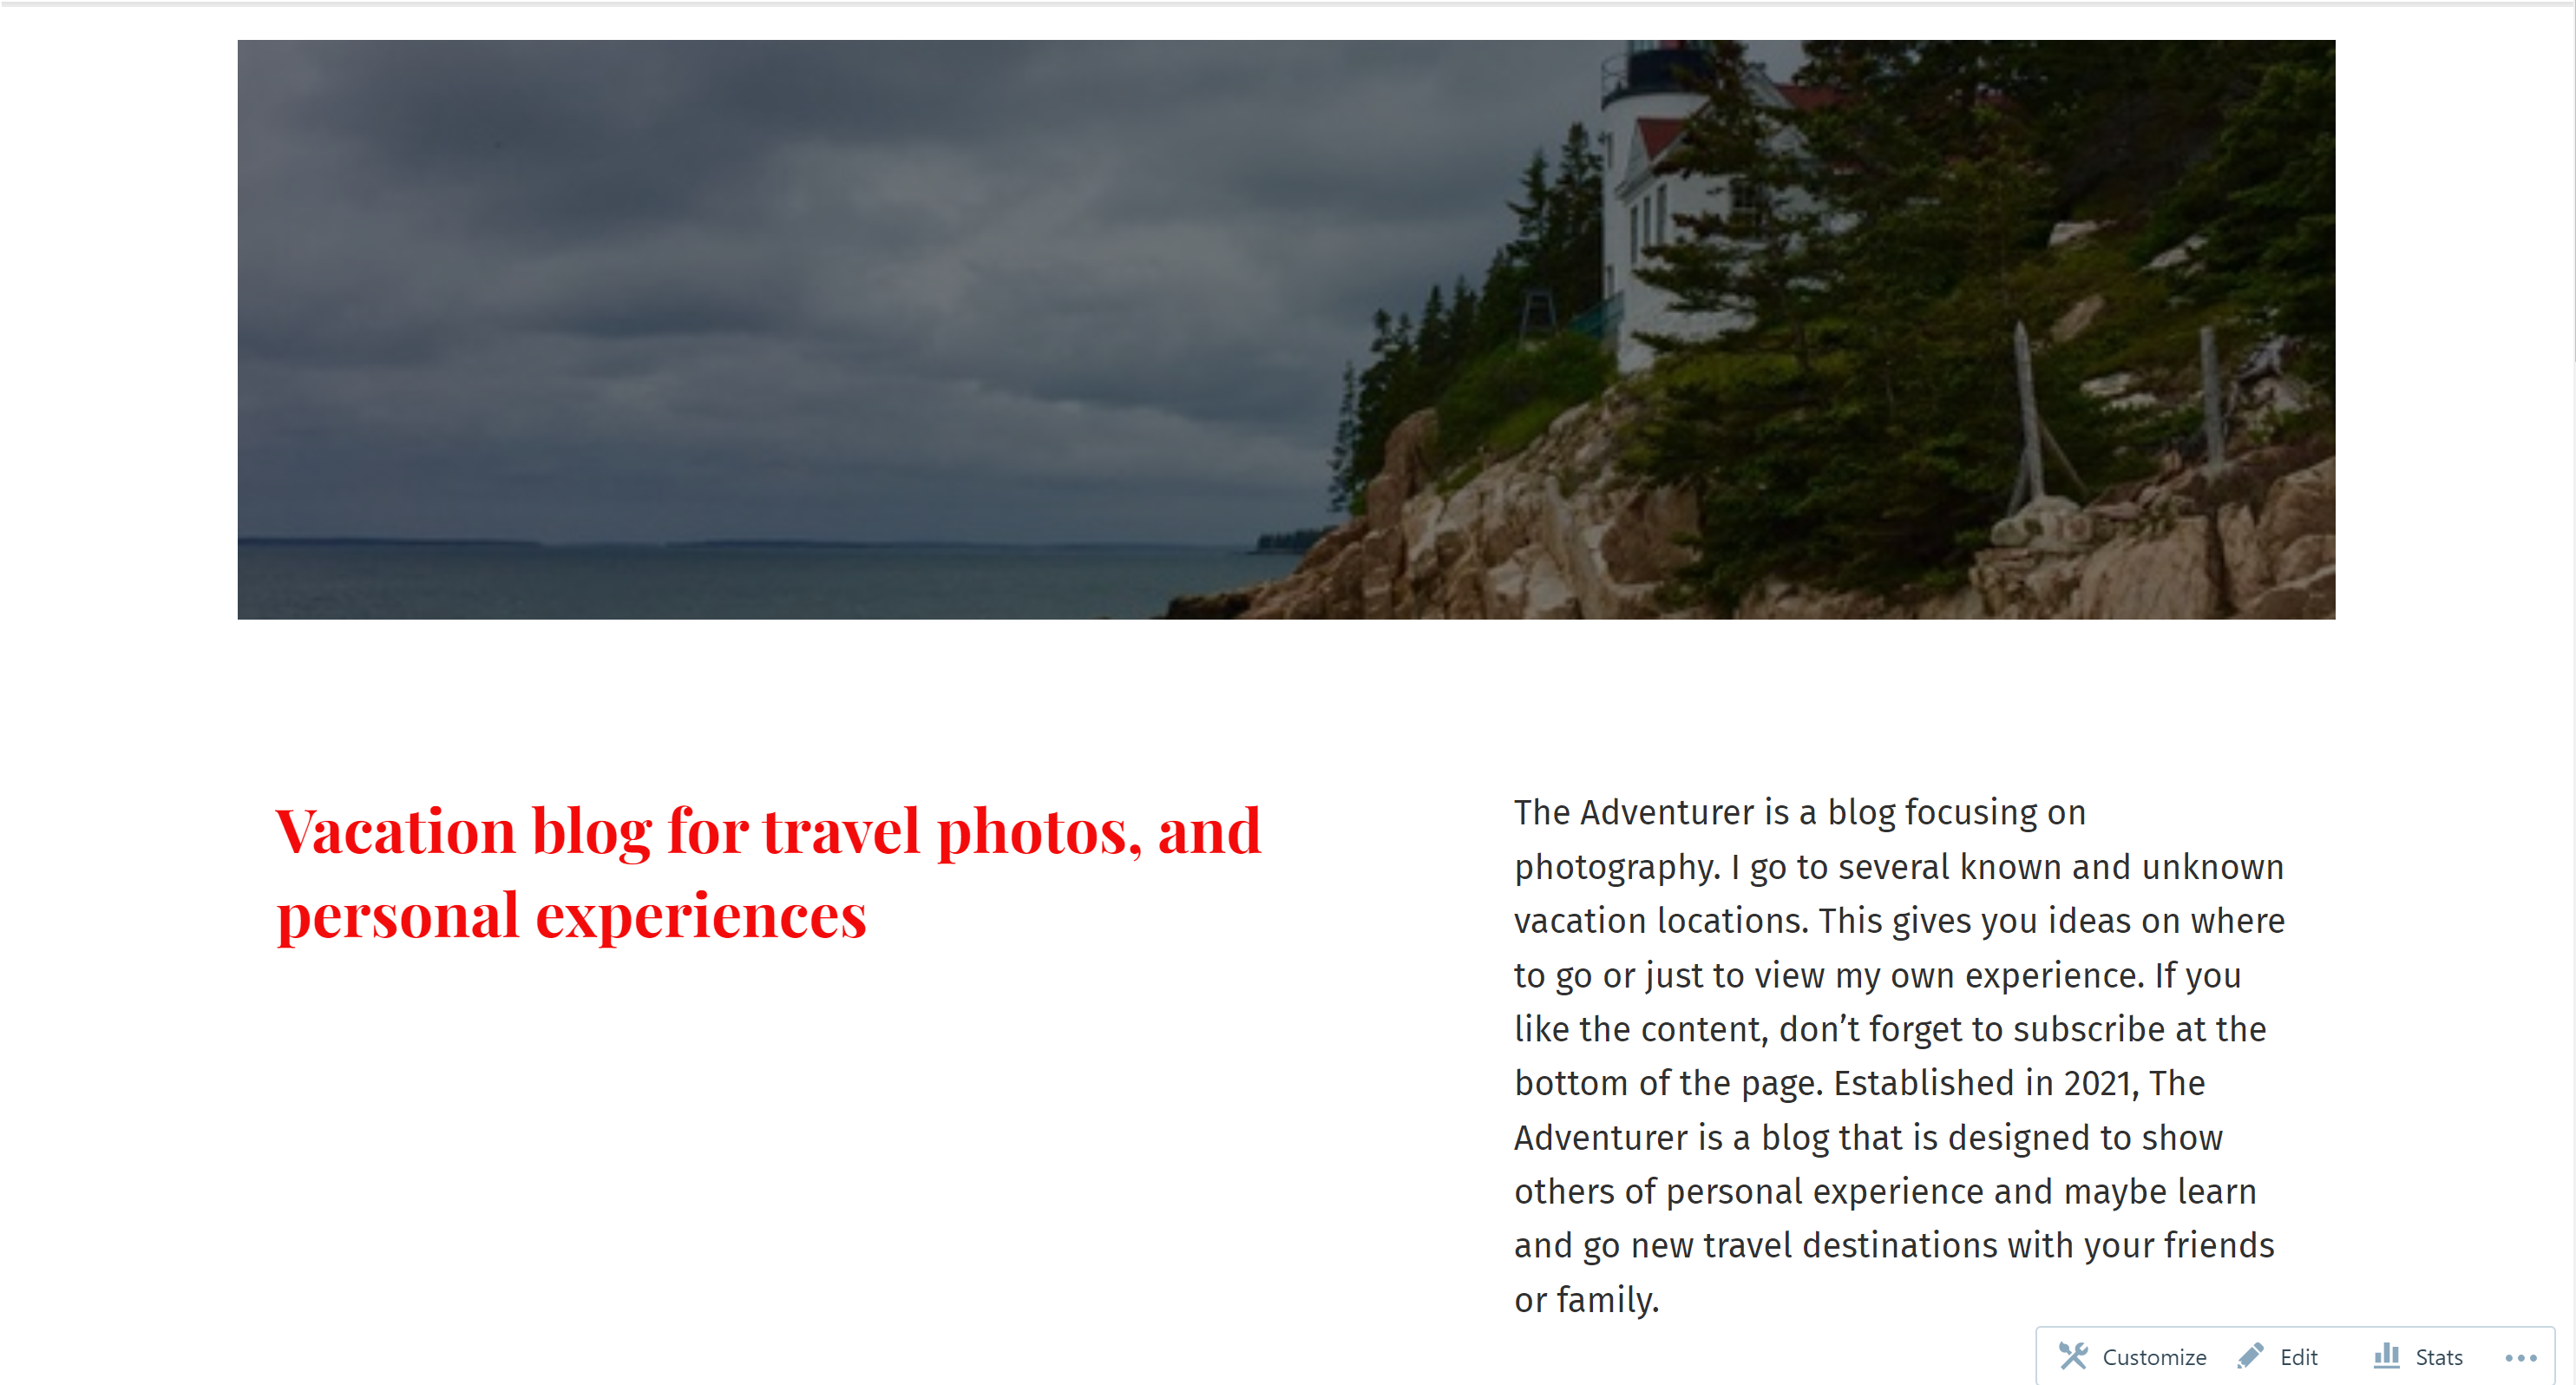 Vacation blog for travel photos, and
personal experiences
The Adventurer is a blog focusing on
photography. I go to several known and unknown
vacation locations. This gives you ideas on where
to go or just to view my own experience. If you
like the content, don’t forget to subscribe at the
bottom of the page. Established in 2021, The
Adventurer is a blog that is designed to show
others of personal experience and maybe learn
and go new travel destinations with your friends
or family.
Customize Edit Stats